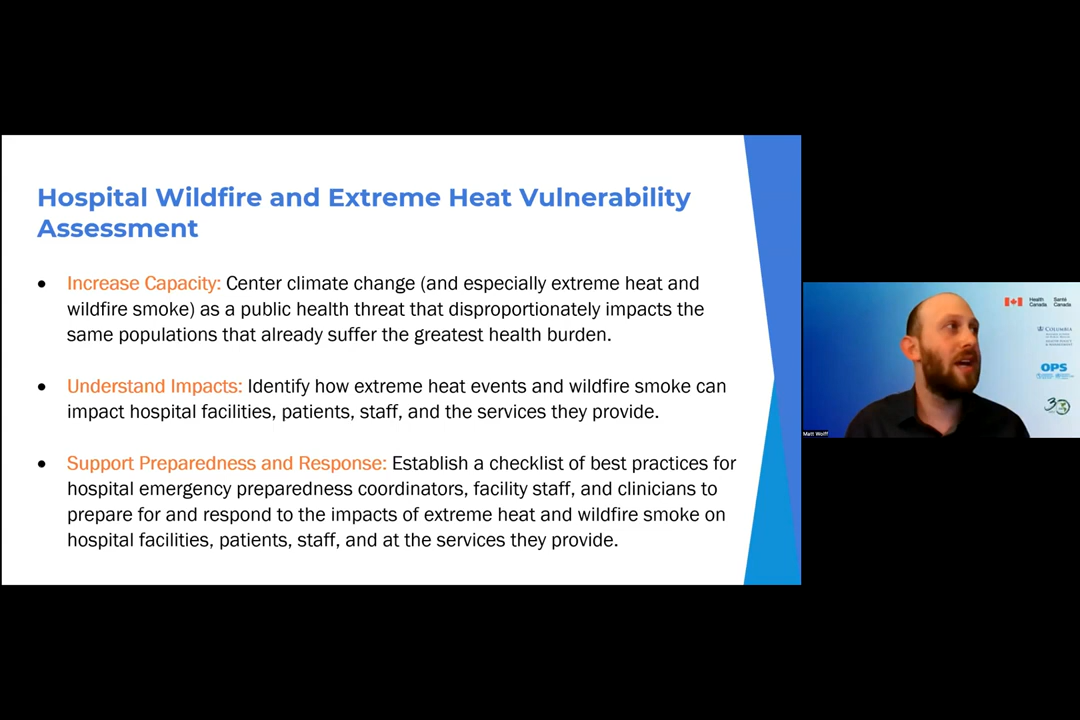 Hospital Wildfire and Extreme Heat Vulnerability
Assessment
● Increase Capacity: Center climate change (and especially extreme heat and
wildfire smoke) as a public health threat that disproportionately impacts the
same populations that already suffer the greatest health burden.
● Understand Impacts: Identify how extreme heat events and wildfire smoke can
impact hospital facilities, patients, staff, and the services they provide.
● Support Preparedness and Response: Establish a checklist of best practices for
hospital emergency preparedness coordinators, facility staff, and clinicians to
prepare for and respond to the impacts of extreme heat and wildfire smoke on
hospital facilities, patients, staff, and at the services they provide.
Health Santé
Canada Canada
COLUMBIA
OPS
30
Matt Wolff